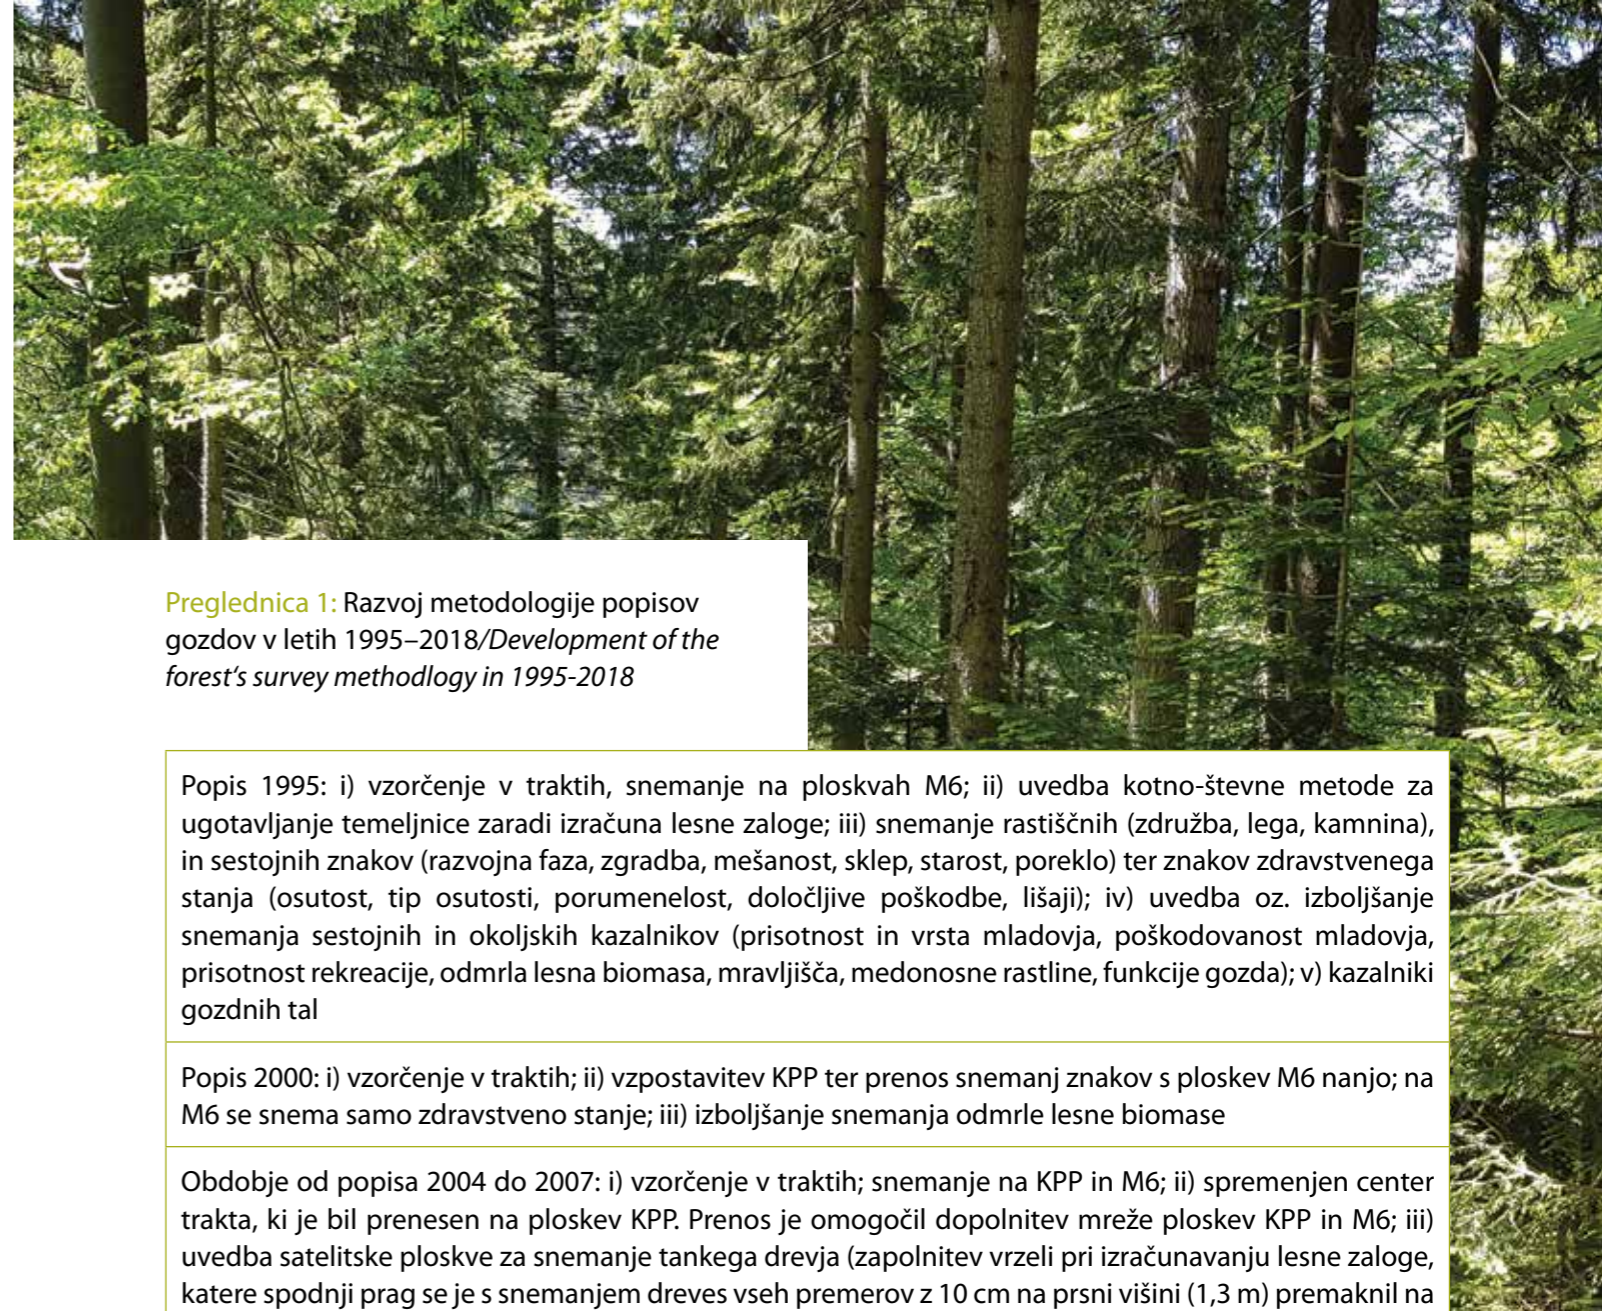 Preglednica 1: Razvoj metodologije popisov
gozdov v letih 1995–2018/Development of the
forest‘s survey methodlogy in 1995-2018
Popis 1995: i) vzorčenje v traktih, snemanje na ploskvah M6; ii) uvedba kotno-števne metode za
ugotavljanje temeljnice zaradi izračuna lesne zaloge; iii) snemanje rastiščnih (združba, lega, kamnina),
in sestojnih znakov (razvojna faza, zgradba, mešanost, sklep, starost, poreklo) ter znakov zdravstvenega
stanja (osutost, tip osutosti, porumenelost, določljive poškodbe, lišaji); iv) uvedba oz. izboljšanje
snemanja sestojnih in okoljskih kazalnikov (prisotnost in vrsta mladovja, poškodovanost mladovja,
prisotnost rekreacije, odmrla lesna biomasa, mravljišča, medonosne rastline, funkcije gozda); v) kazalniki
gozdnih tal
Popis 2000: i) vzorčenje v traktih; ii) vzpostavitev KPP ter prenos snemanj znakov s ploskev M6 nanjo; na
M6 se snema samo zdravstveno stanje; iii) izboljšanje snemanja odmrle lesne biomase
Obdobje od popisa 2004 do 2007: i) vzorčenje v traktih; snemanje na KPP in M6; ii) spremenjen center
trakta, ki je bil prenesen na ploskev KPP. Prenos je omogočil dopolnitev mreže ploskev KPP in M6; iii)
uvedba satelitske ploskve za snemanje tankega drevja (zapolnitev vrzeli pri izračunavanju lesne zaloge,
katere spodnji prag se je s snemanjem dreves vseh premerov z 10 cm na prsni višini (1,3 m) premaknil na